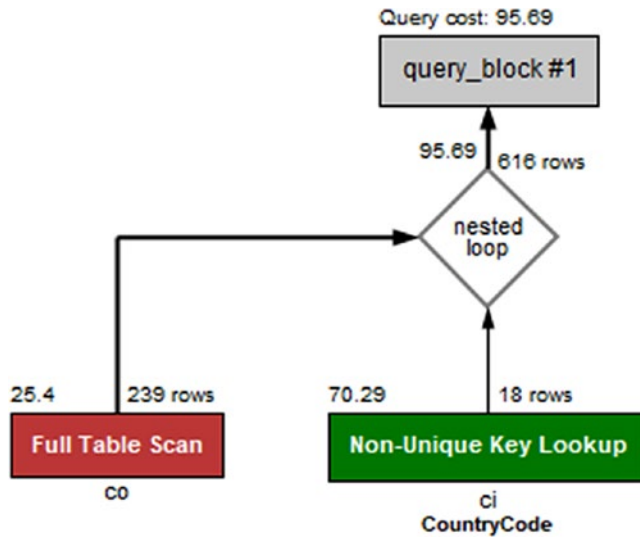 Query cost: 95.69
query_block #1
95.69 616 rows
nested
loop
25.4 239 rows
70.29 18 rows
Full Table Scan
Non-Unique Key Lookup
co
ci
CountryCode